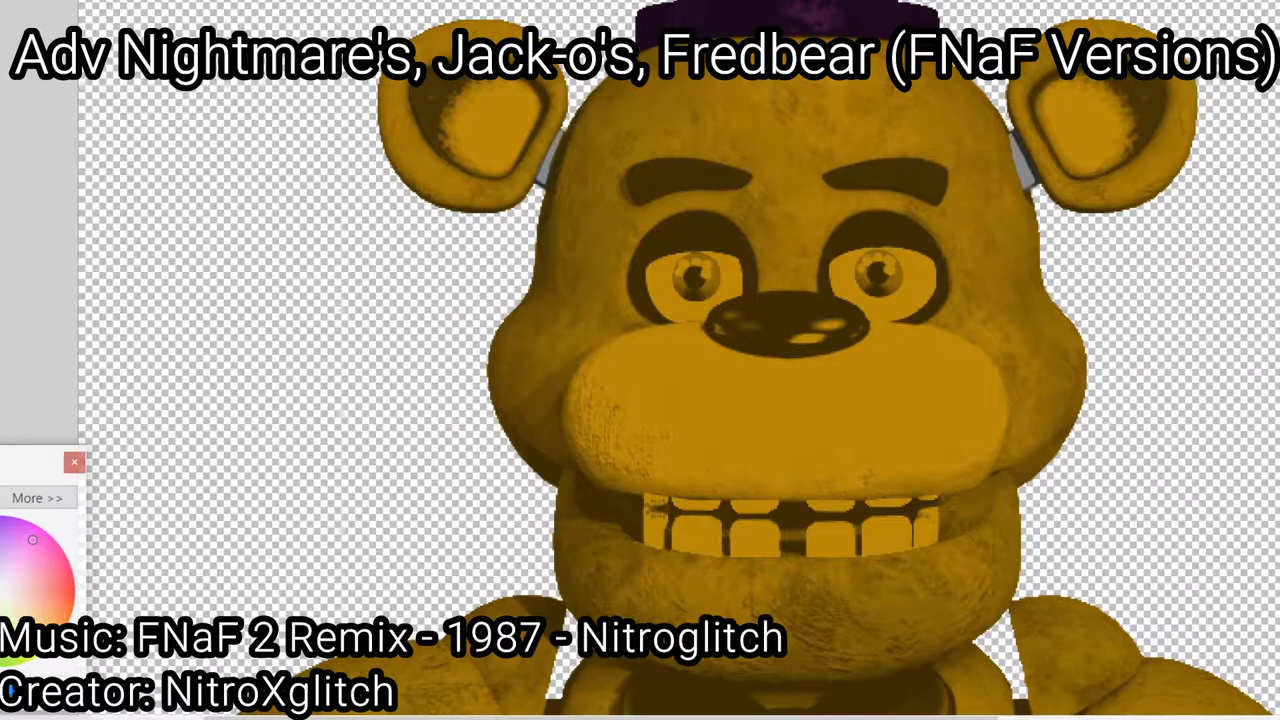 Adv Nightmare's, Jack-o's, Fredbear (FNaF Versions)
More >>
Music: FNaF 2 Remix - 1987 - Nitroglitch
Creator: NitroXglitch